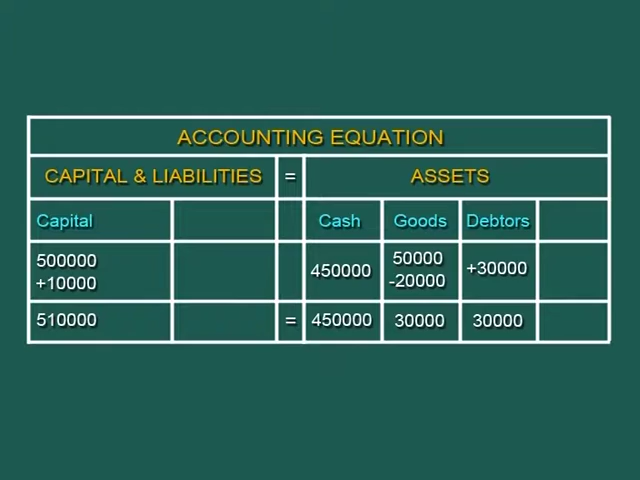 ACCOUNTING EQUATION
CAPITAL & LIABILITIES = ASSETS
Capital Cash Goods Debtors
500000 450000 50000 +30000
+10000 -20000
510000 = 450000 30000 30000